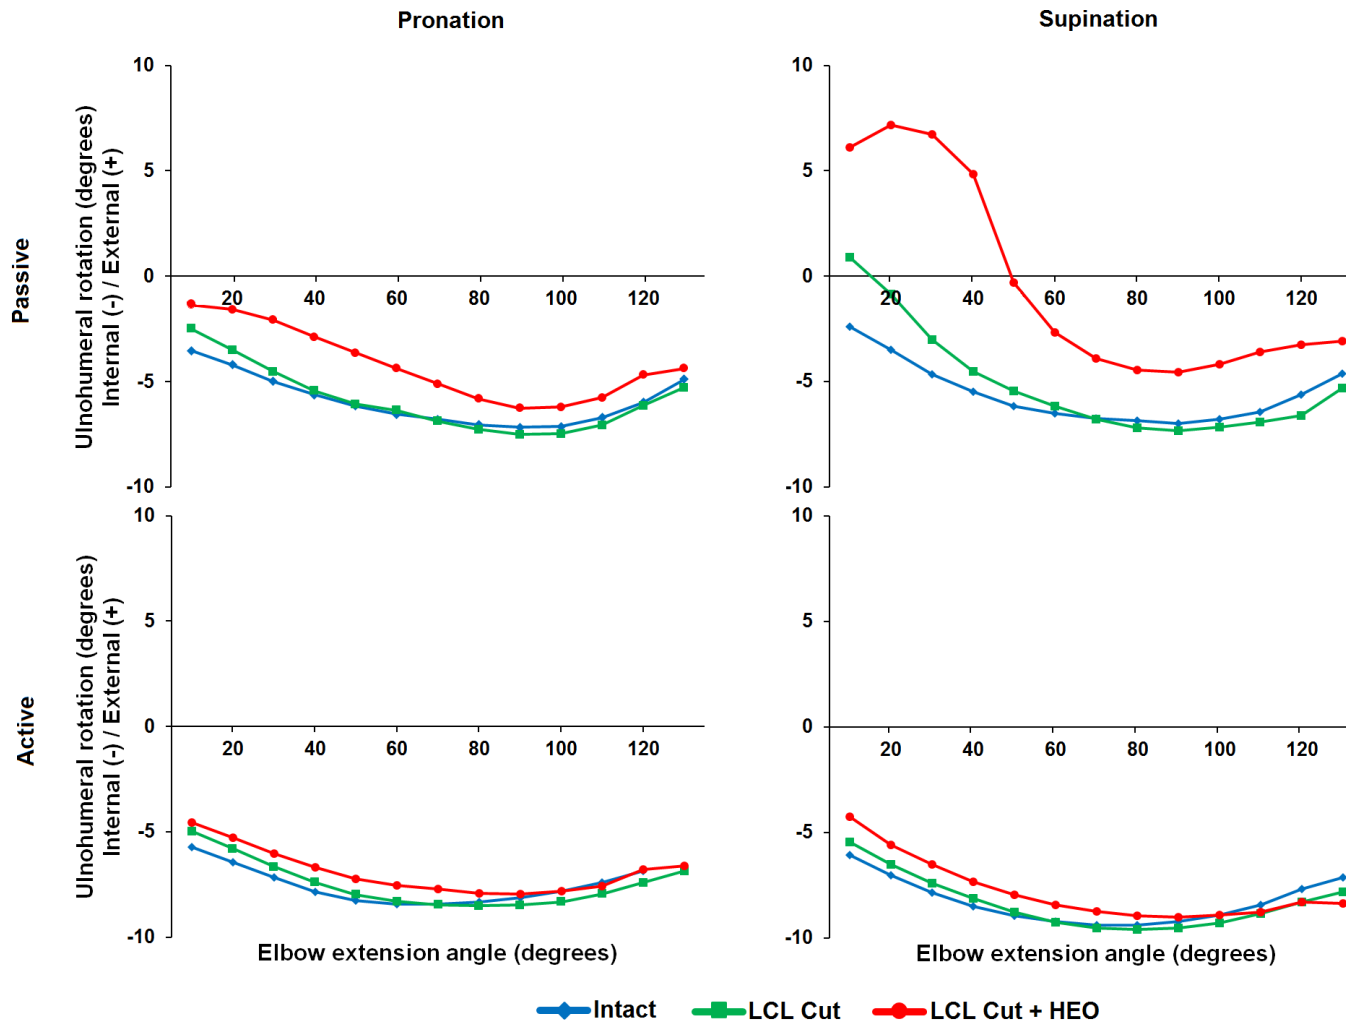 Pronation
Supination
Passive
Ulnohumeral rotation (degrees)
Internal (-) / External (+)
10
5
0
-5
-10
20 40 60 80 100 120
10
5
0
-5
-10
20 40 60 80 100 120
Active
Ulnohumeral rotation (degrees)
Internal (-) / External (+)
10
5
0
-5
-10
20 40 60 80 100 120
Elbow extension angle (degrees)
10
5
0
-5
-10
20 40 60 80 100 120
Elbow extension angle (degrees)
Intact LCL Cut LCL Cut + HEO